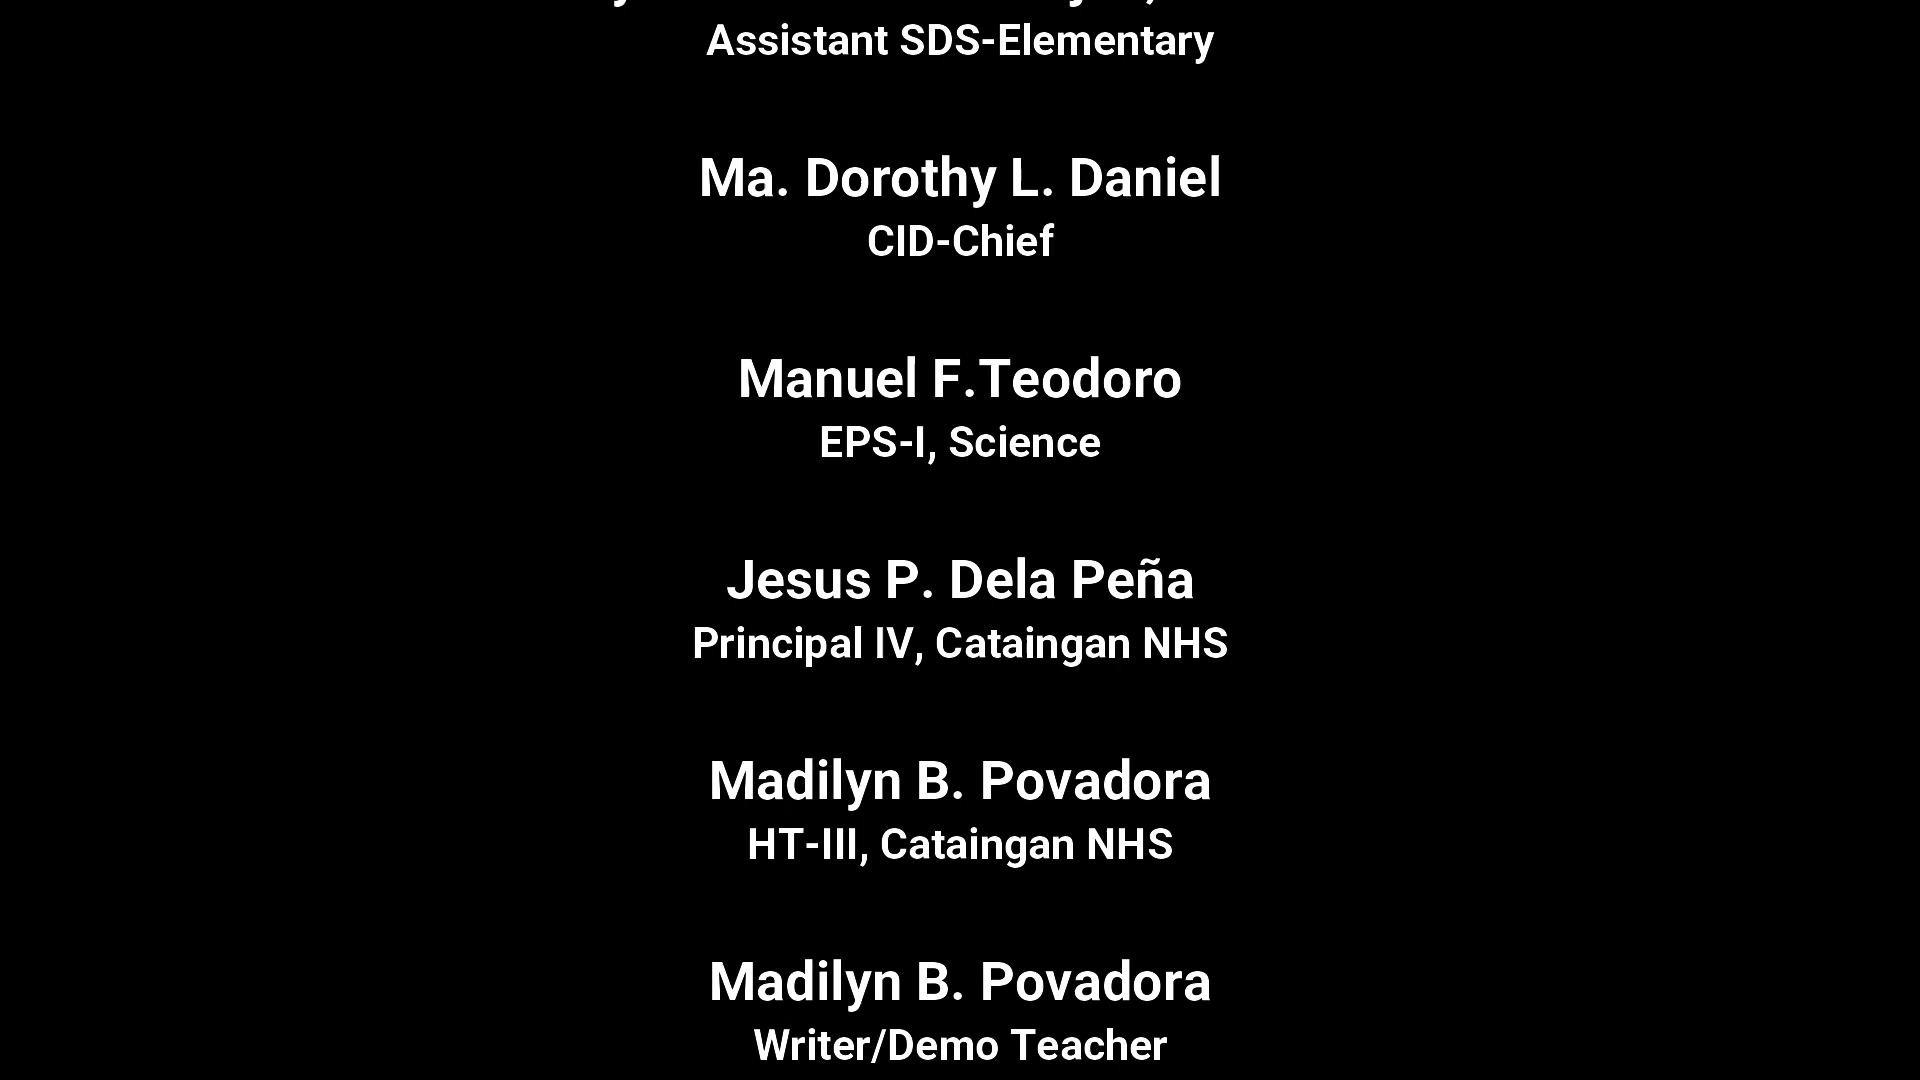 Assistant SDS-Elementary
Ma. Dorothy L. Daniel
CID-Chief
Manuel F.Teodoro
EPS-I, Science
Jesus P. Dela Peña
Principal IV, Cataingan NHS
Madilyn B. Povadora
HT-III, Cataingan NHS
Madilyn B. Povadora
Writer/Demo Teacher